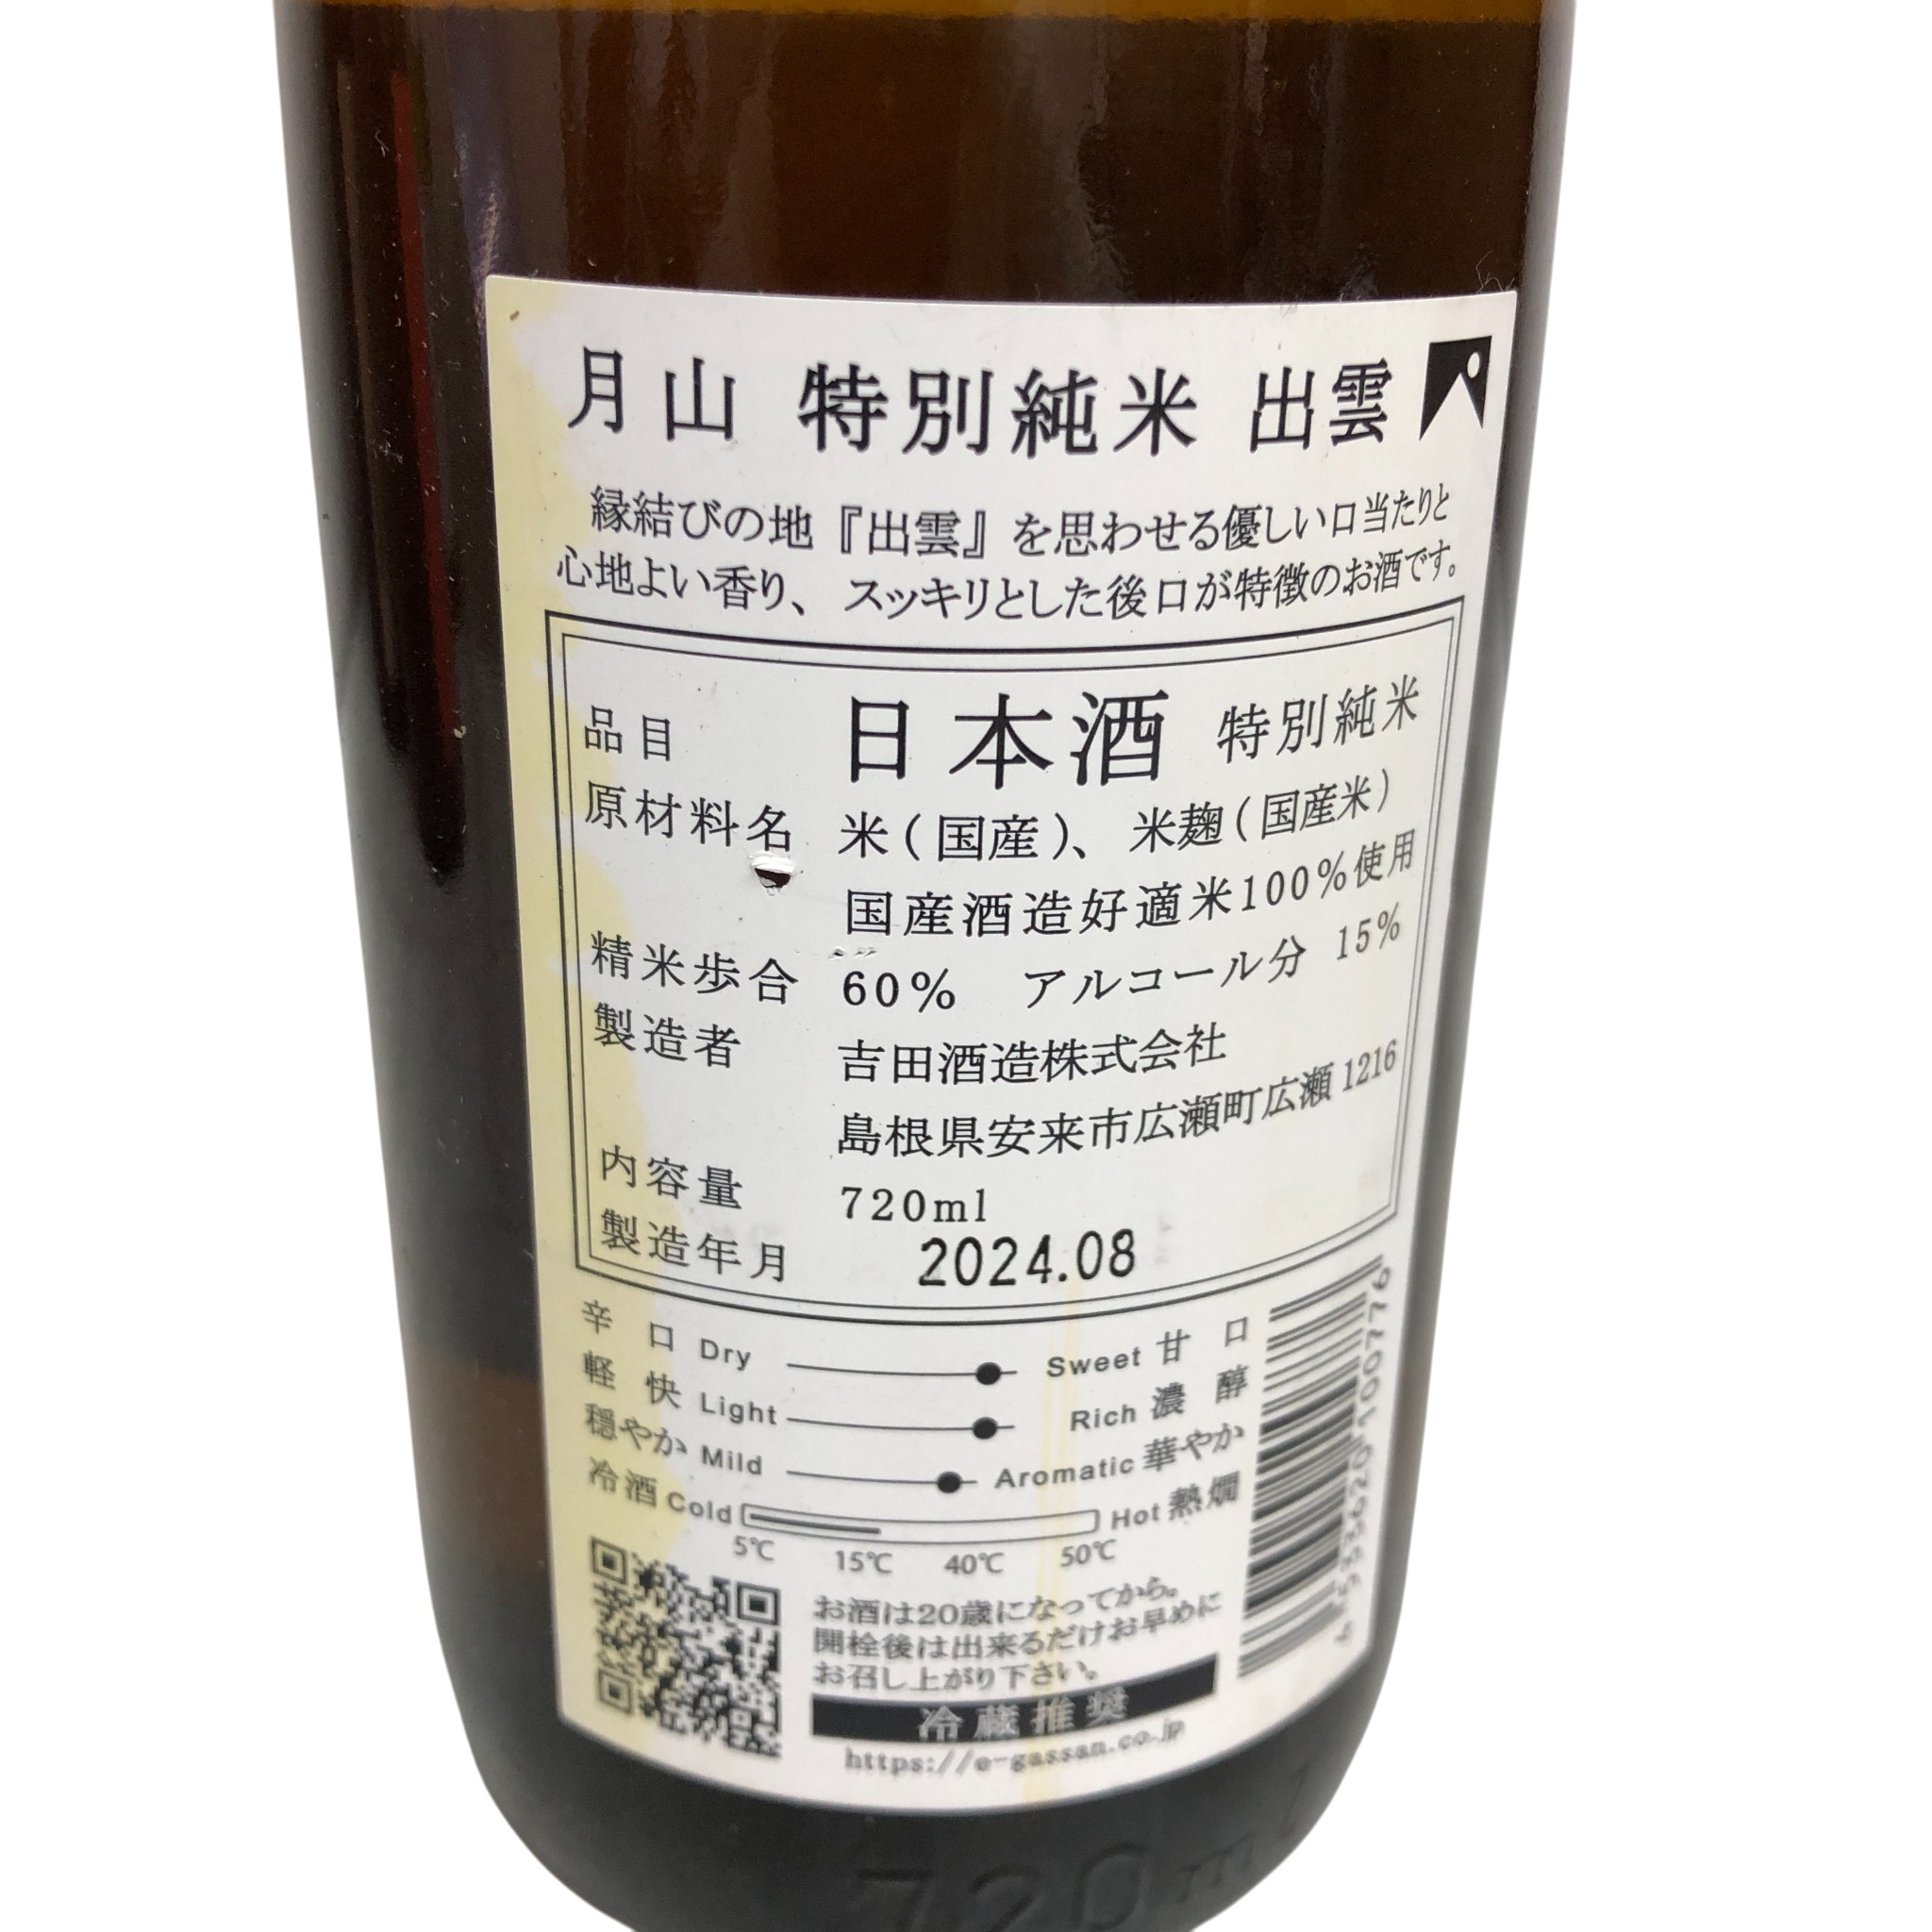 月山 特別純米 出雲
縁結びの地『出雲』を思わせる優しい口当たりと
心地よい香り、スッキリとした後口が特徴のお酒です。
品目 日本酒 特別純米
原材料名 米(国産)、米麹(国産米)
国産酒造好適米100%使用
精米歩合 60% アルコール分 15%
製造者 吉田酒造株式会社
島根県安来市広瀬町広瀬1216
内容量 720ml
製造年月 2024.08
辛口 Dry Sweet 甘口
軽快 Light Rich 濃醇
穏やか Mild Aromatic 華やか
冷酒 Cold Hot 熱燗
5℃ 15℃ 40℃ 50℃
お酒は20歳になってから。
開栓後は出来るだけお早めに
お召し上がり下さい。
冷蔵推奨
https://e-gassan.co.jp
720ml